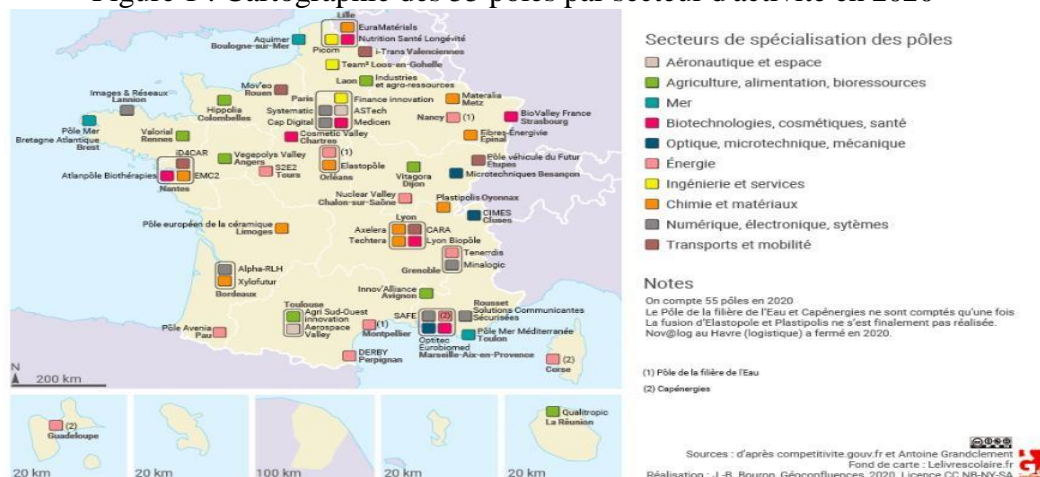 Figure 1 : Cartographie des 55 pôles par secteur d'activité en 2020
Lille
EuraMatérials
Nutrition Santé Longévité
Picom
Aquimer
Boulogne-sur-Mer
i-Trans Valenciennes
Team² Loos-en-Gohelle
Laon
Industries
et agro-ressources
Mov'eo
Rouen
Images & Réseaux
Lannion
Hippolia
Colombelles
Paris
Finance innovation
Systematic
ASTech
Cap Digital
Medicen
Materalia
Metz
Nancy
(1)
BioValley France
Strasbourg
Pôle Mer
Bretagne Atlantique
Brest
Valorial
Rennes
Cosmetic Valley
Chartres
Fibres-Énergivie
Epinal
iD4CAR
Atlanpôle Biothérapies
EMC2
Nantes
Vegepolys Valley
Angers
S2E2
Tours
(1)
Elastopôle
Orléans
Vitagora
Dijon
Pôle véhicule du Futur
Étupes
Microtechniques Besançon
Nuclear Valley
Chalon-sur-Saône
Plastipolis Oyonnax
CIMES
Cluses
Pôle européen de la céramique
Limoges
Lyon
Axelera
CARA
Techtera
Lyon Biopôle
Tenerrdis
Minalogic
Grenoble
Alpha-RLH
Xylofutur
Bordeaux
Innov'Alliance
Avignon
Toulouse
Agri Sud-Ouest
innovation
Aerospace
Valley
Rousset
Solutions Communicantes
Sécurisées
SAFE
(2)
Optitec
Eurobiomed
Marseille-Aix-en-Provence
Pôle Mer Méditerranée
Toulon
Pôle Avenia
Pau
(1)
Montpellier
DERBY
Perpignan
(2)
Corse
N
200 km
(2)
Guadeloupe
20 km
20 km
100 km
20 km
Qualitropic
La Réunion
20 km
Secteurs de spécialisation des pôles
Aéronautique et espace
Agriculture, alimentation, bioressources
Mer
Biotechnologies, cosmétiques, santé
Optique, microtechnique, mécanique
Énergie
Ingénierie et services
Chimie et matériaux
Numérique, électronique, sytèmes
Transports et mobilité
Notes
On compte 55 pôles en 2020
Le Pôle de la filière de l'Eau et Capénergies ne sont comptés qu'une fois
La fusion d'Elastopole et Plastipolis ne s'est finalement pas réalisée.
Nov@log au Havre (logistique) a fermé en 2020.
(1) Pôle de la filière de l'Eau
(2) Capénergies
Sources : d'après competitivite.gouv.fr et Antoine Grandclement
Fond de carte : Lelivrescolaire.fr
Réalisation : J.-B. Bouron, Géoconfluences, 2020. Licence CC NB-NY-SA